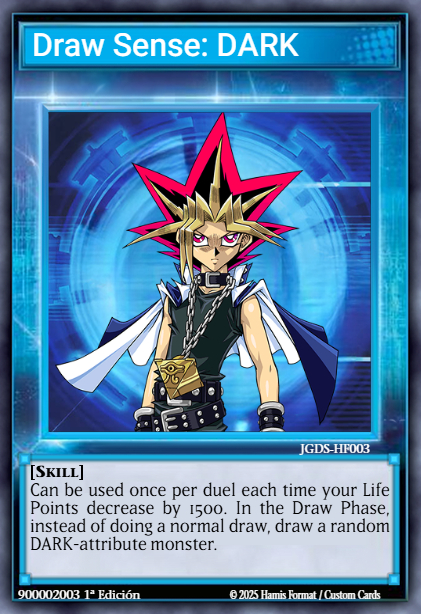 Draw Sense: DARK
JGDS-HF003
[SKILL]
Can be used once per duel each time your Life
Points decrease by 1500. In the Draw Phase,
instead of doing a normal draw, draw a random
DARK-attribute monster.
900002003 1ª Edición
© 2025 Hamis Format / Custom Cards